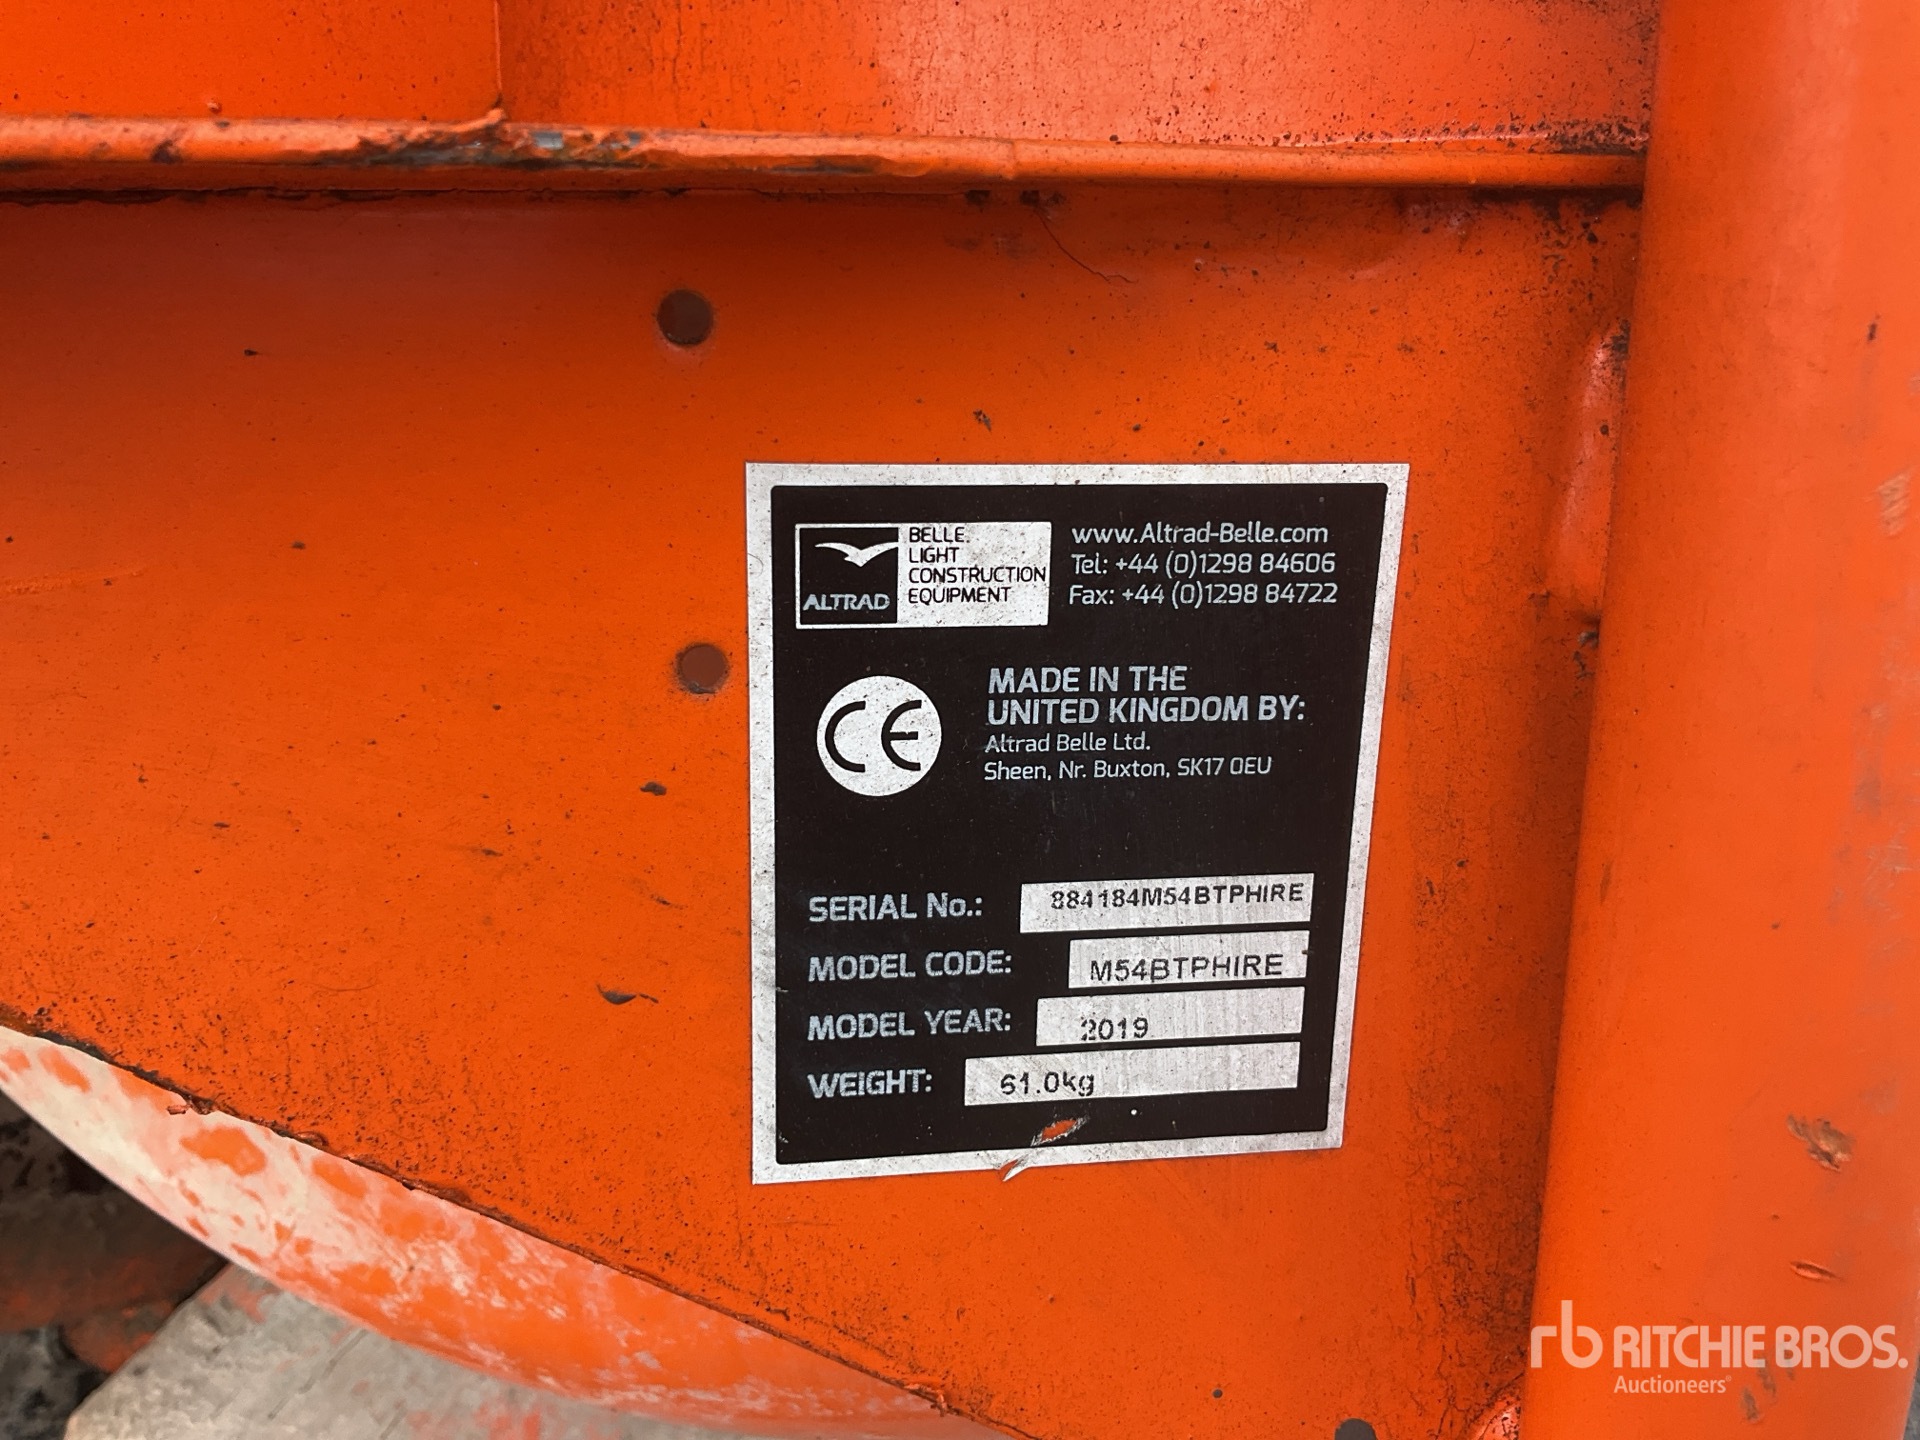 ALTRAD
BELLE.
LIGHT
CONSTRUCTION
EQUIPMENT
www.Altrad-Belle.com
Tel: +44 (0)1298 84606
Fax: +44 (0)1298 84722
CE
MADE IN THE
UNITED KINGDOM BY:
Altrad Belle Ltd.
Sheen, Nr. Buxton, SK17 0EU
SERIAL No.: 884184M54BTPHIRE
MODEL CODE: M54BTPHIRE
MODEL YEAR: 2019
WEIGHT: 61.0kg
rb RITCHIE BROS.
Auctioneers